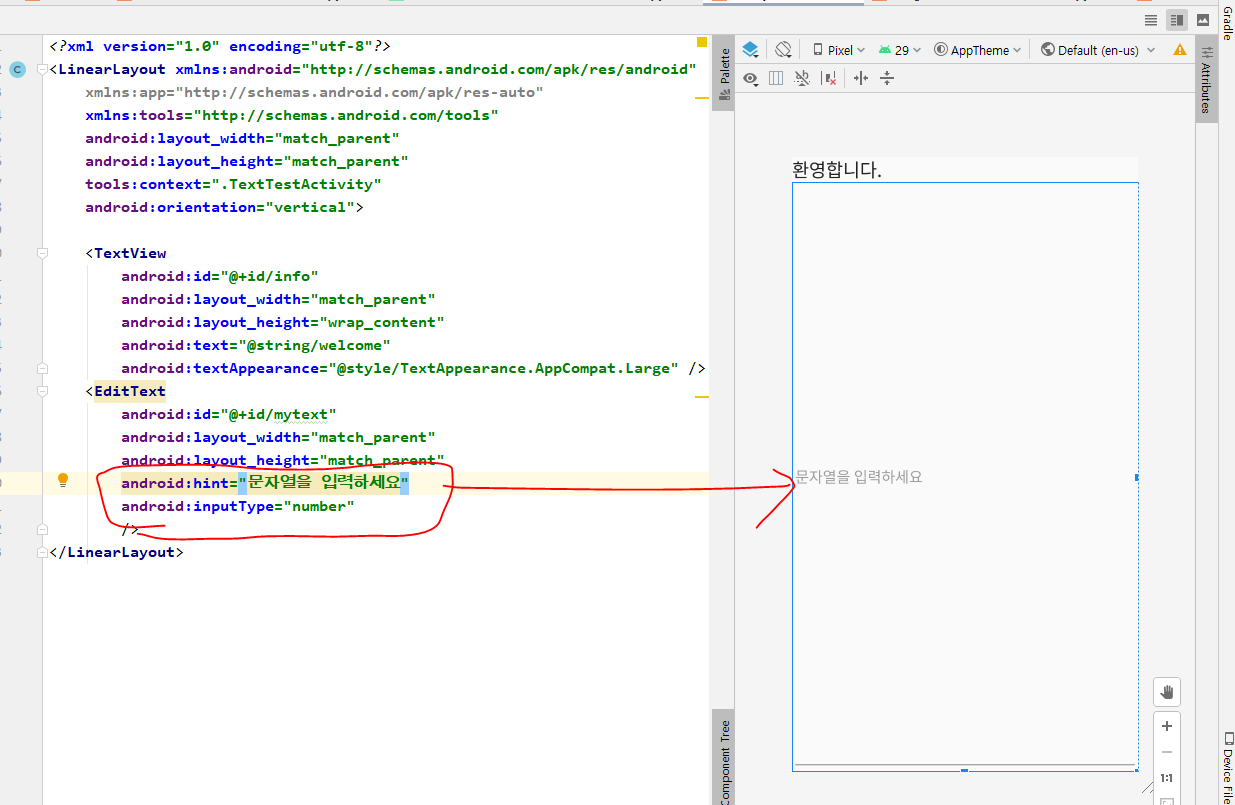 <?xml version="1.0" encoding="utf-8"?>
<LinearLayout xmlns:android="http://schemas.android.com/apk/res/android"
xmlns:app="http://schemas.android.com/apk/res-auto"
xmlns:tools="http://schemas.android.com/tools"
android:layout_width="match_parent"
android:layout_height="match_parent"
tools:context=".TextTestActivity"
android:orientation="vertical">
<TextView
android:id="@+id/info"
android:layout_width="match_parent"
android:layout_height="wrap_content"
android:text="@string/welcome"
android:textAppearance="@style/TextAppearance.AppCompat.Large" />
<EditText
android:id="@+id/mytext"
android:layout_width="match_parent"
android:layout_height="match_parent"
android:hint="문자열을 입력하세요"
android:inputType="number"
/>
</LinearLayout>
C
Palette
Component Tree
Pixel
29
AppTheme
Default (en-us)
환영합니다.
문자열을 입력하세요
1:1
Gradle
Attributes
Device File